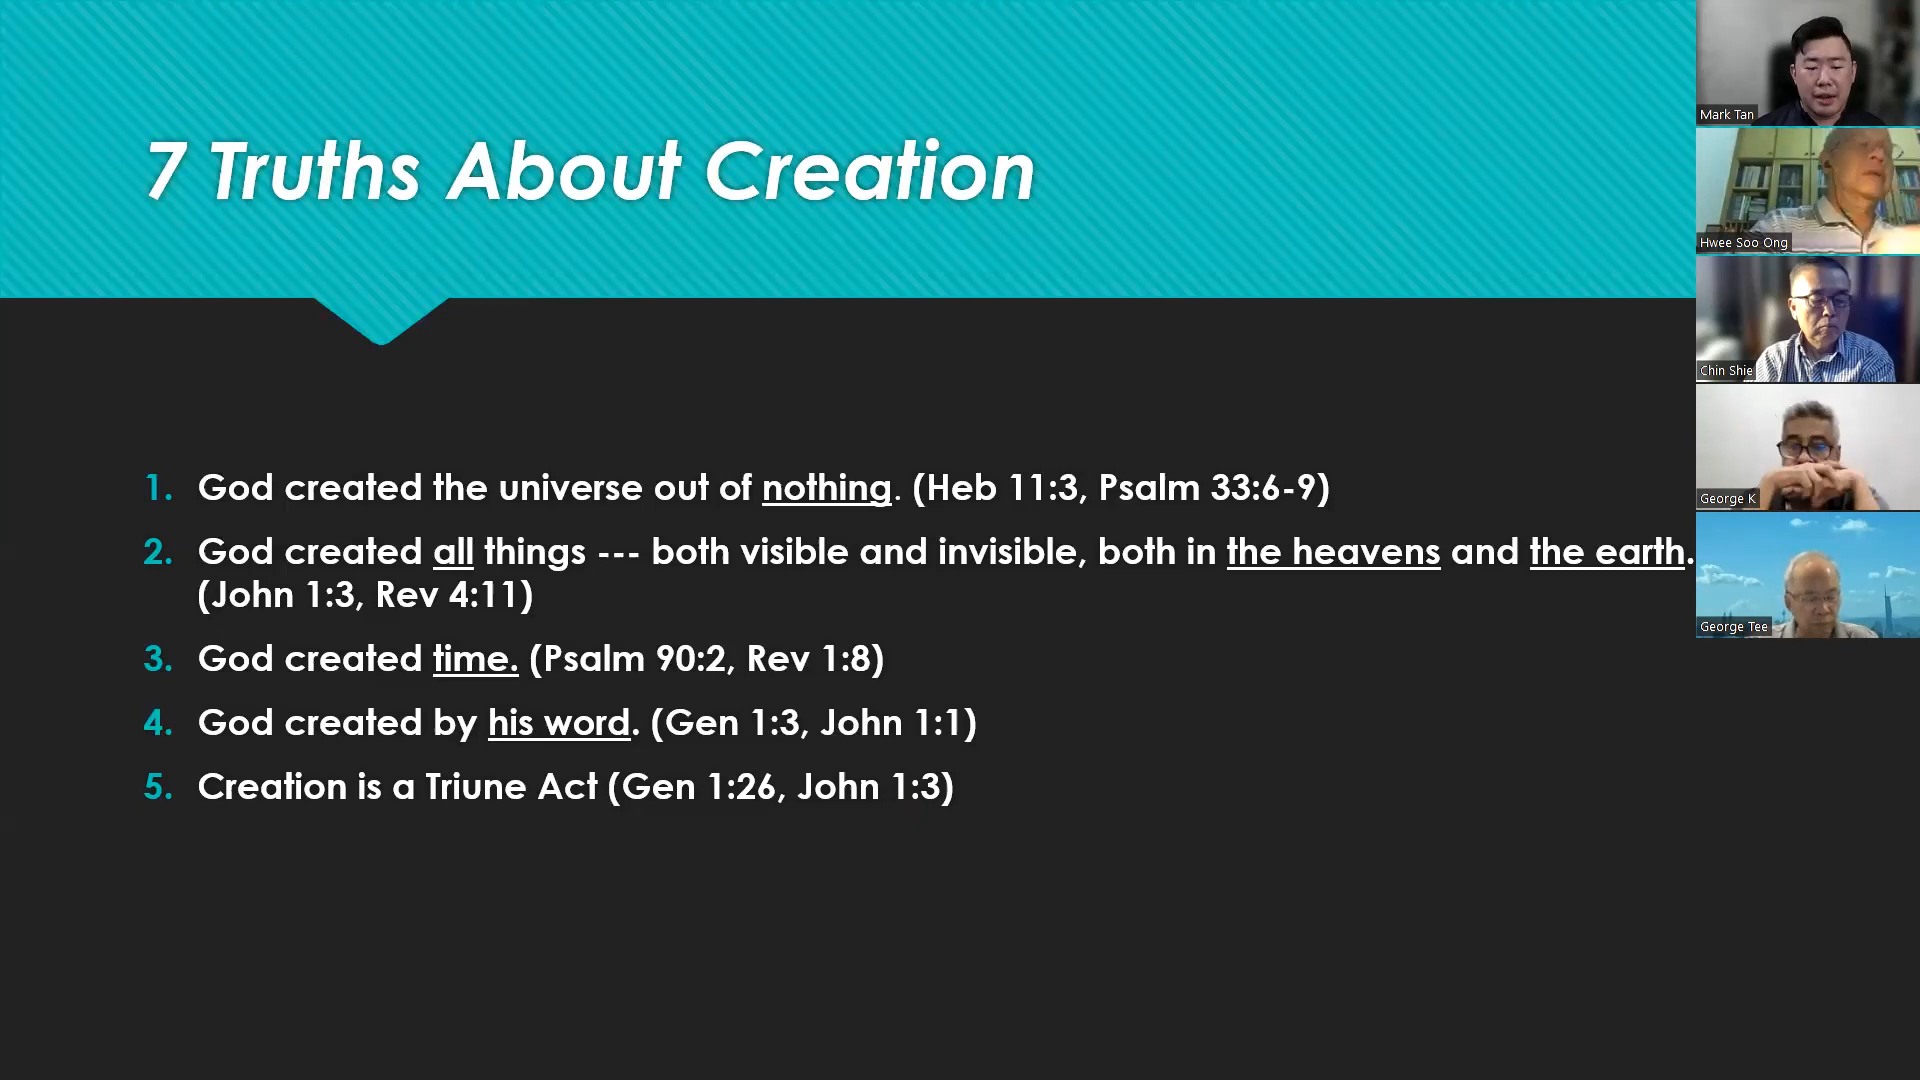 7 Truths About Creation
1. God created the universe out of nothing. (Heb 11:3, Psalm 33:6-9)
2. God created all things --- both visible and invisible, both in the heavens and the earth.
(John 1:3, Rev 4:11)
3. God created time. (Psalm 90:2, Rev 1:8)
4. God created by his word. (Gen 1:3, John 1:1)
5. Creation is a Triune Act (Gen 1:26, John 1:3)
Mark Tan
Hwee Soo Ong
Chin Shie
George K
George Tee